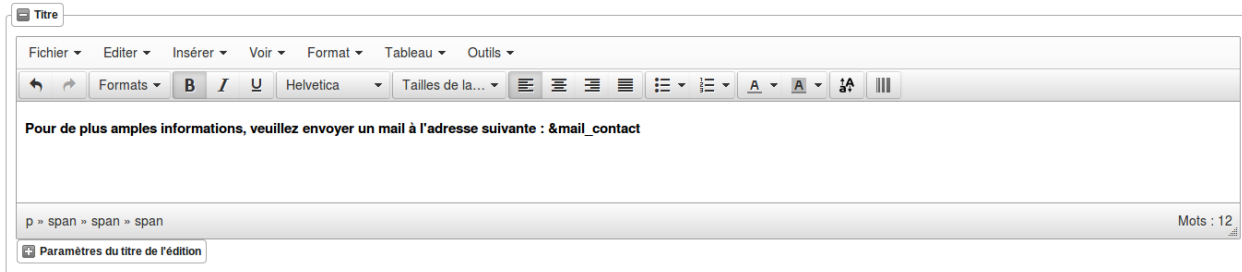 Titre
Fichier Editer Insérer Voir Format Tableau Outils
Formats B I U Helvetica Tailles de la... A A
Pour de plus amples informations, veuillez envoyer un mail à l'adresse suivante : &mail_contact
p » span » span » span Mots : 12
Paramètres du titre de l'édition